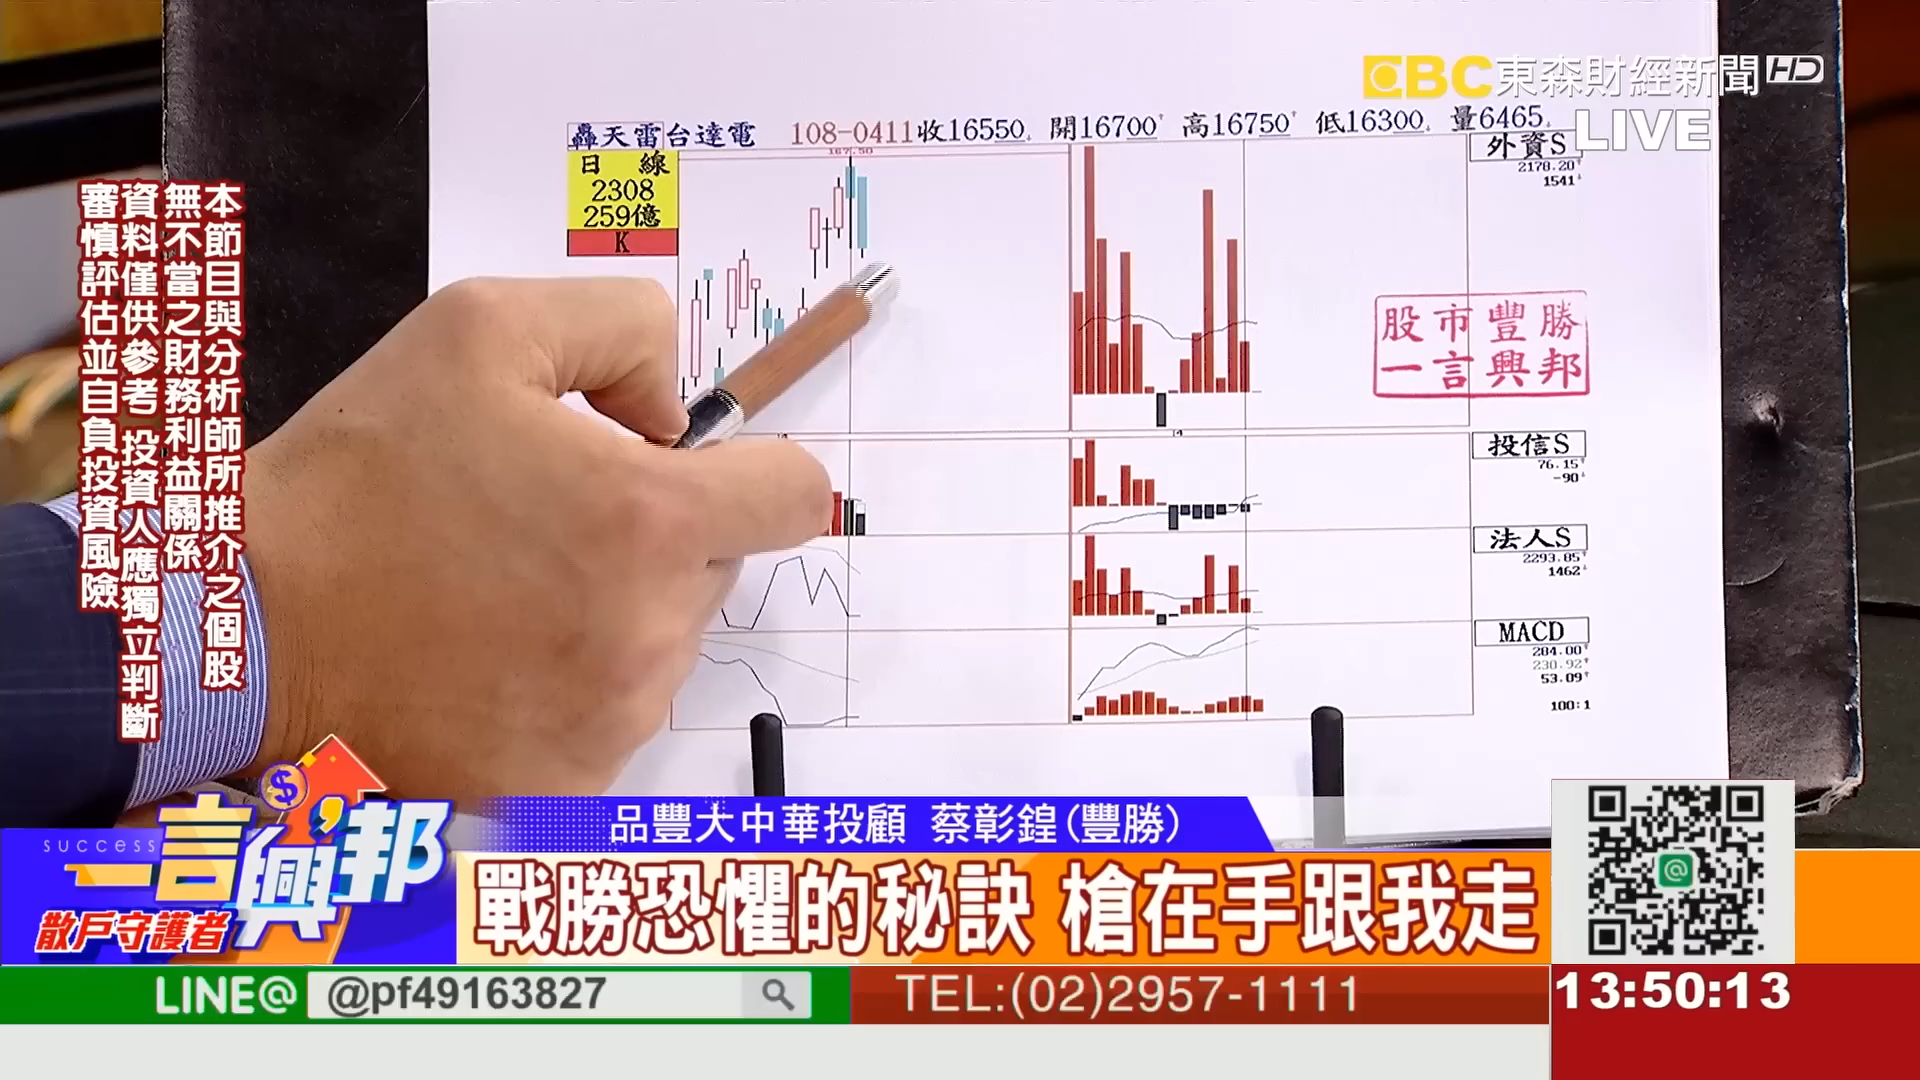 EBC東森財經新聞HD
LIVE
轟天雷台達電 108-0411收16550 開16700 高16750 低16300 量6465
167.50
日 線
2308
259億
K
外資S
2178.20
1541
投信S
76.15
-90
法人S
2293.85
1462
MACD
284.00
230.92
53.09
100:1
股市豐勝
一言興邦
本節目與分析師所推介之個股
無不當之財務利益關係
資料僅供參考 投資人應獨立判斷
審慎評估並自負投資風險
success
一言興邦
散戶守護者
品豐大中華投顧 蔡彰鍠(豐勝)
戰勝恐懼的秘訣 槍在手跟我走
LINE@ @pf49163827
TEL:(02)2957-1111
13:50:13